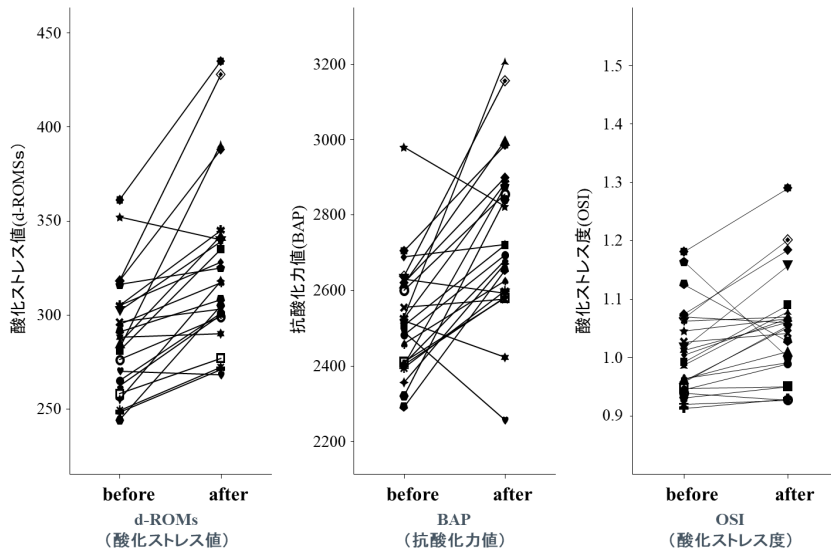 酸化ストレス値(d-ROMSs)
450
400
350
300
250
before after
d-ROMs
（酸化ストレス値）
抗酸化力値(BAP)
3200
3000
2800
2600
2400
2200
before after
BAP
（抗酸化力値）
酸化ストレス度(OSI)
1.5
1.4
1.3
1.2
1.1
1.0
0.9
before after
OSI
（酸化ストレス度）